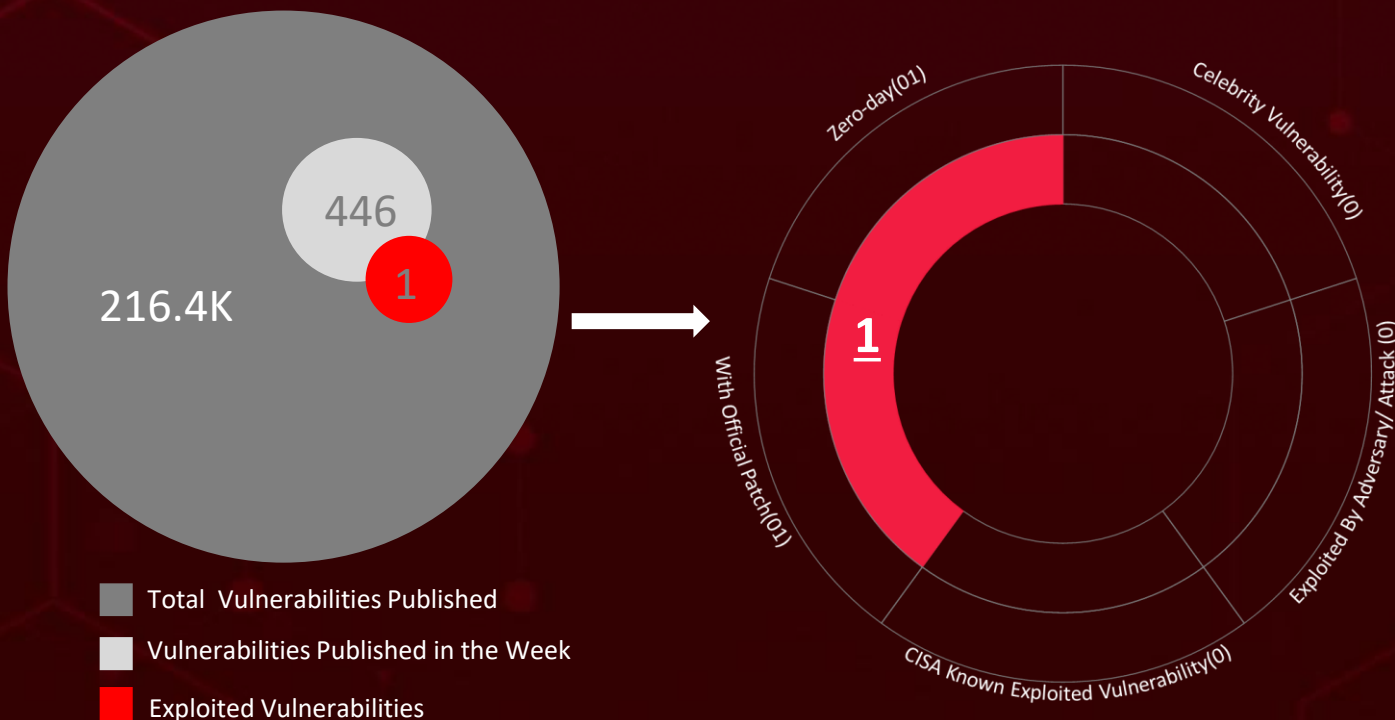 216.4K
446
1
Total Vulnerabilities Published
Vulnerabilities Published in the Week
Exploited Vulnerabilities
Zero-day(01)
Celebrity Vulnerability(0)
1
With Official Patch(01)
Exploited By Adversary/ Attack (0)
CISA Known Exploited Vulnerability(0)